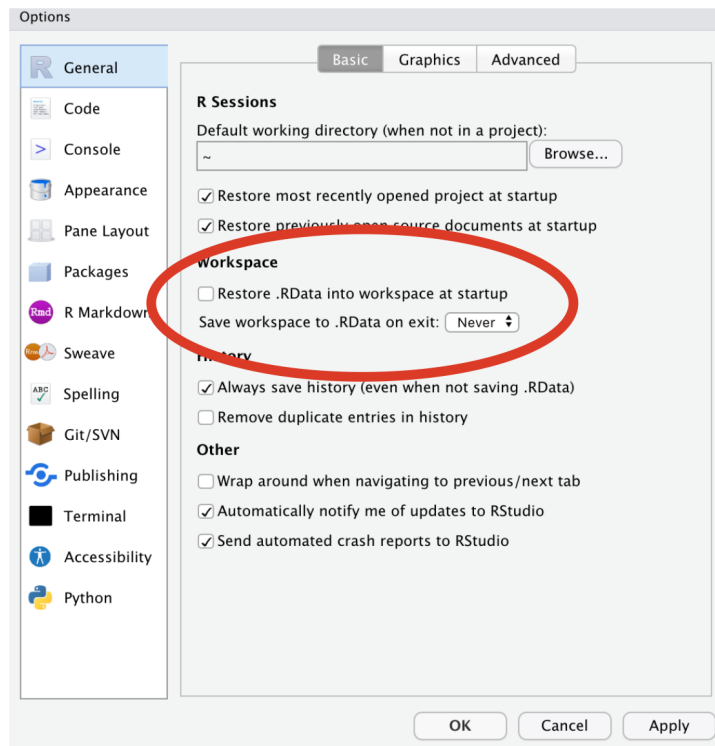 Options
General
Code
Console
Appearance
Pane Layout
Packages
R Markdown
Sweave
Spelling
Git/SVN
Publishing
Terminal
Accessibility
Python
Basic Graphics Advanced
R Sessions
Default working directory (when not in a project):
~ Browse...
Restore most recently opened project at startup
Restore previously open source documents at startup
Workspace
Restore .RData into workspace at startup
Save workspace to .RData on exit: Never
History
Always save history (even when not saving .RData)
Remove duplicate entries in history
Other
Wrap around when navigating to previous/next tab
Automatically notify me of updates to RStudio
Send automated crash reports to RStudio
OK Cancel Apply